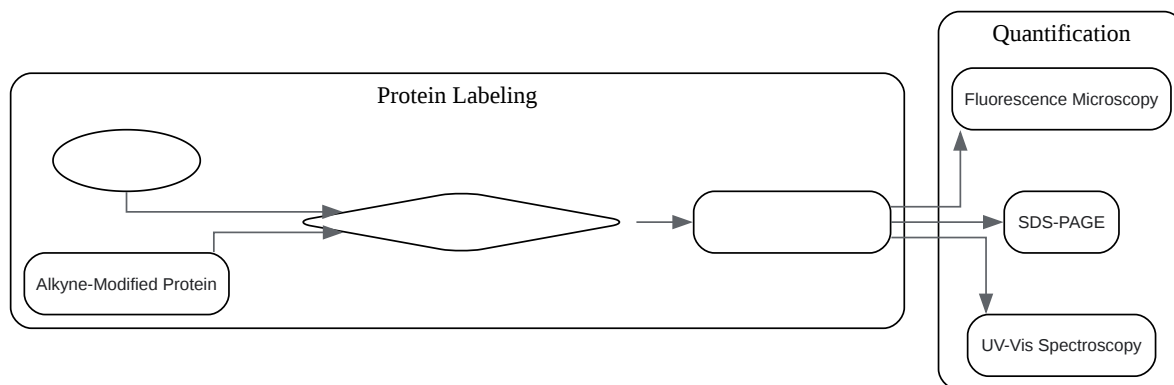 Quantification
Protein Labeling
Fluorescence Microscopy
SDS-PAGE
Alkyne-Modified Protein
UV-Vis Spectroscopy